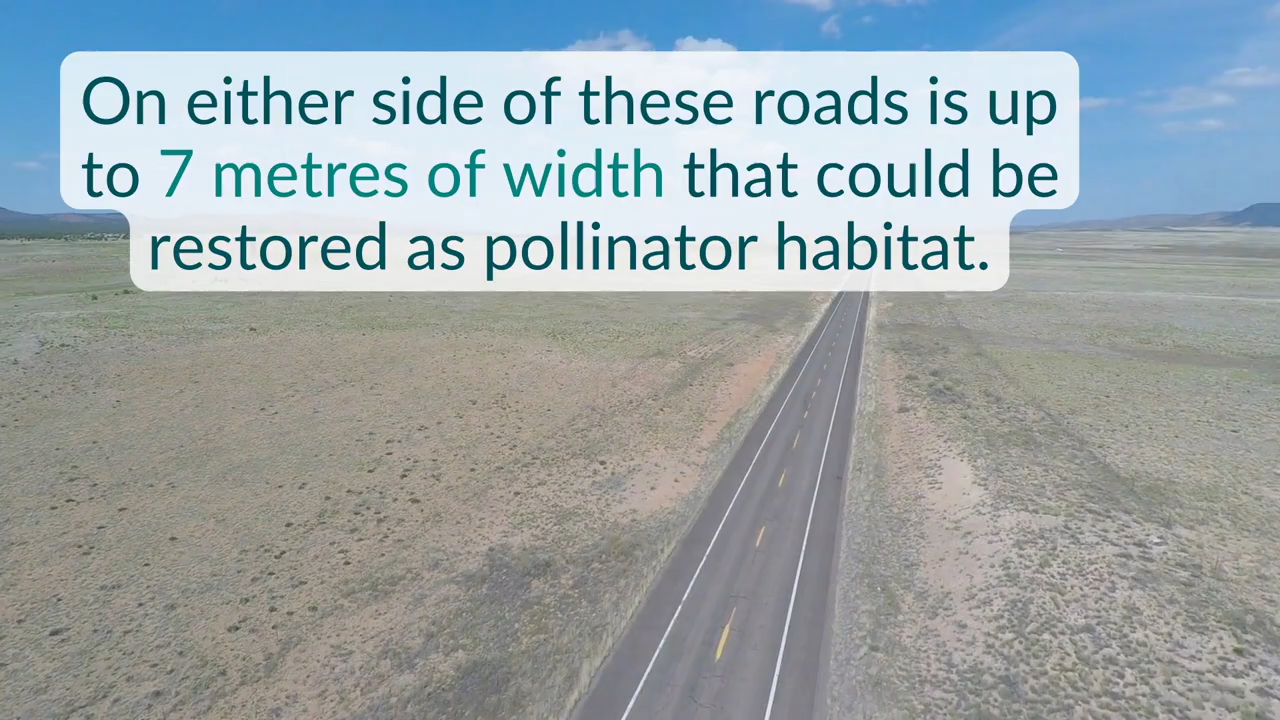 On either side of these roads is up
to 7 metres of width that could be
restored as pollinator habitat.